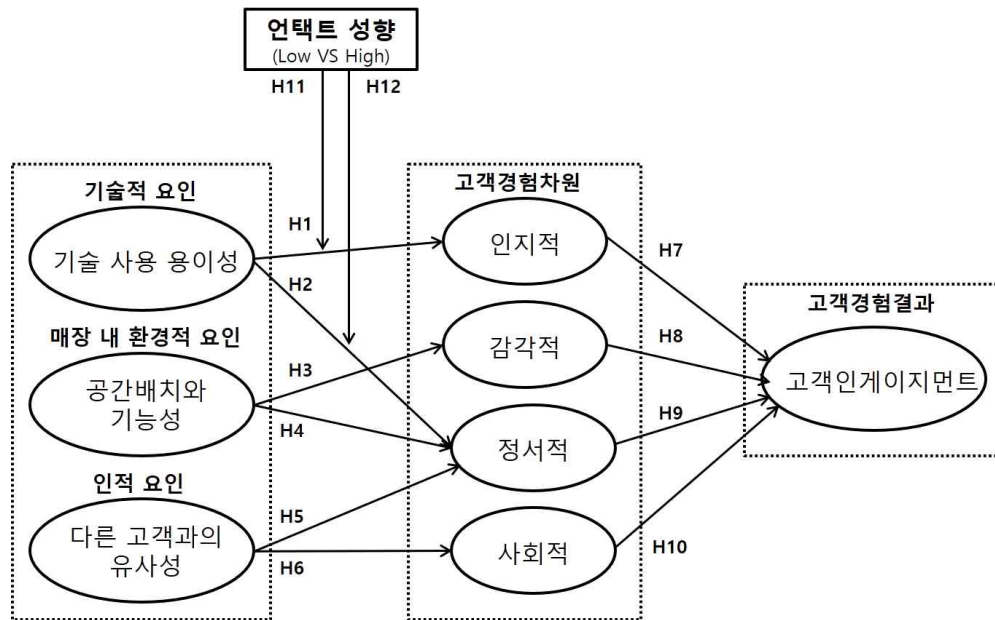 언택트 성향
(Low VS High)
H11
H12
기술적 요인
기술 사용 용이성
매장 내 환경적 요인
공간배치와
기능성
인적 요인
다른 고객과의
유사성
H1
H2
H3
H4
H5
H6
고객경험차원
인지적
감각적
정서적
사회적
H7
H8
H9
H10
고객경험결과
고객인게이지먼트